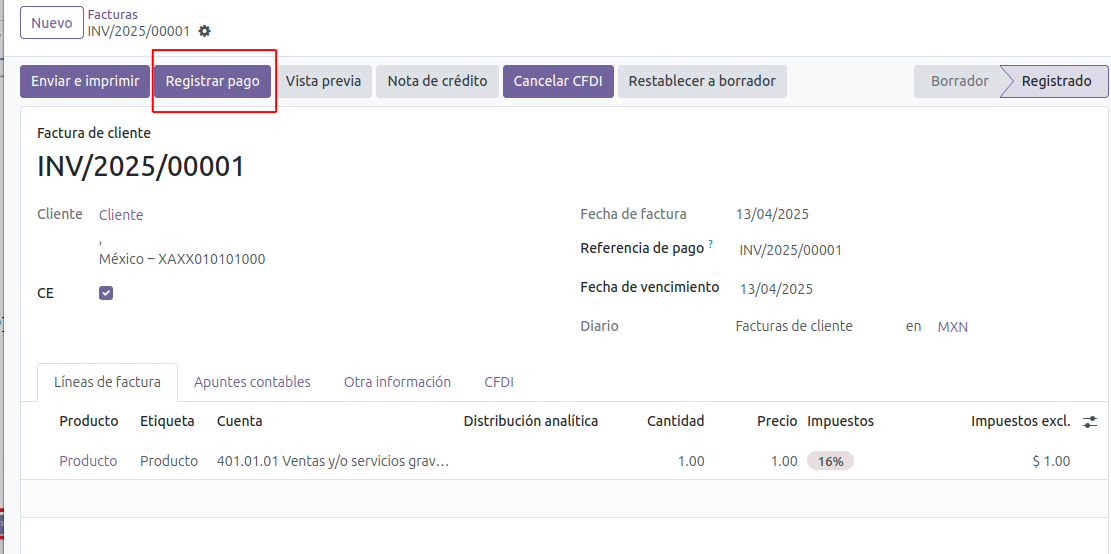 Nuevo
Facturas
INV/2025/00001
Enviar e imprimir Registrar pago Vista previa Nota de crédito Cancelar CFDI Restablecer a borrador Borrador Registrado
Factura de cliente
INV/2025/00001
Cliente Cliente
,
México – XAXX010101000
CE
Fecha de factura 13/04/2025
Referencia de pago ? INV/2025/00001
Fecha de vencimiento 13/04/2025
Diario Facturas de cliente en MXN
Líneas de factura Apuntes contables Otra información CFDI
Producto Etiqueta Cuenta Distribución analítica Cantidad Precio Impuestos Impuestos excl.
Producto Producto 401.01.01 Ventas y/o servicios grav... 1.00 1.00 16% $ 1.00